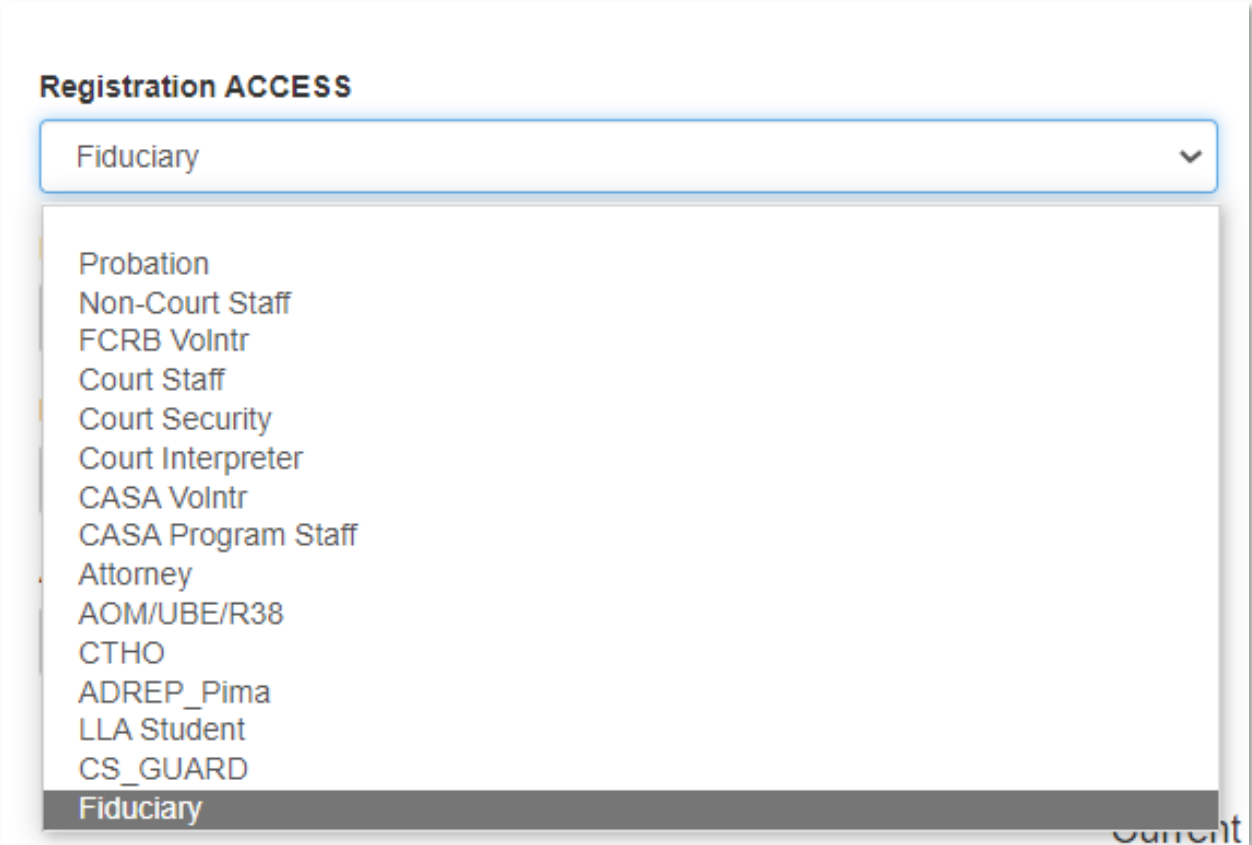 Registration ACCESS
Fiduciary
Probation
Non-Court Staff
FCRB Volntr
Court Staff
Court Security
Court Interpreter
CASA Volntr
CASA Program Staff
Attorney
AOM/UBE/R38
CTHO
ADREP_Pima
LLA Student
CS_GUARD
Fiduciary